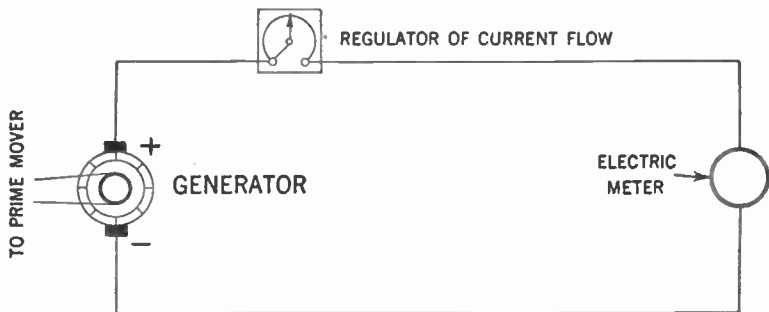 REGULATOR OF CURRENT FLOW
TO PRIME MOVER
+
GENERATOR
−
ELECTRIC
METER